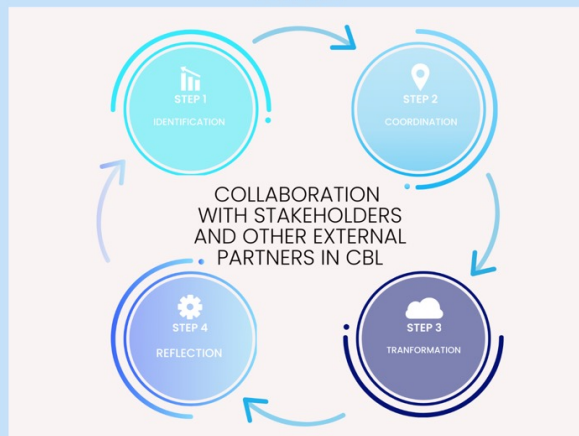 STEP 1
IDENTIFICATION
STEP 2
COORDINATION
COLLABORATION
WITH STAKEHOLDERS
AND OTHER EXTERNAL
PARTNERS IN CBL
STEP 3
TRANFORMATION
STEP 4
REFLECTION